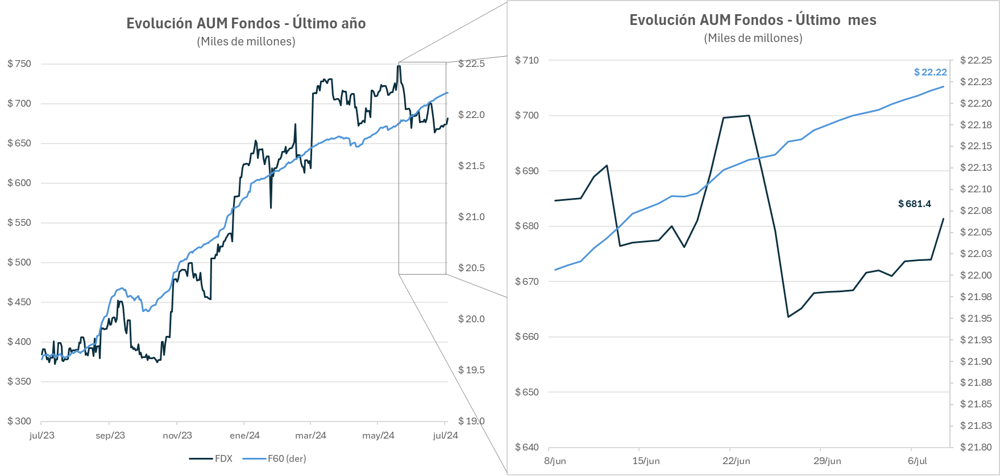 Evolución AUM Fondos - Último año
(Miles de millones)
$ 750
$ 700
$ 650
$ 600
$ 550
$ 500
$ 450
$ 400
$ 350
$ 300
$ 22.5
$ 22.0
$ 21.5
$ 21.0
$ 20.5
$ 20.0
$ 19.5
$ 19.0
jul/23
sep/23
nov/23
ene/24
mar/24
may/24
jul/24
FDX
F60 (der)
Evolución AUM Fondos - Último mes
(Miles de millones)
$ 710
$ 700
$ 690
$ 680
$ 670
$ 660
$ 650
$ 640
$ 22.22
$ 681.4
$ 22.25
$ 22.23
$ 22.20
$ 22.18
$ 22.15
$ 22.13
$ 22.10
$ 22.08
$ 22.05
$ 22.03
$ 22.00
$ 21.98
$ 21.95
$ 21.93
$ 21.90
$ 21.88
$ 21.85
$ 21.83
$ 21.80
8/jun
15/jun
22/jun
29/jun
6/jul